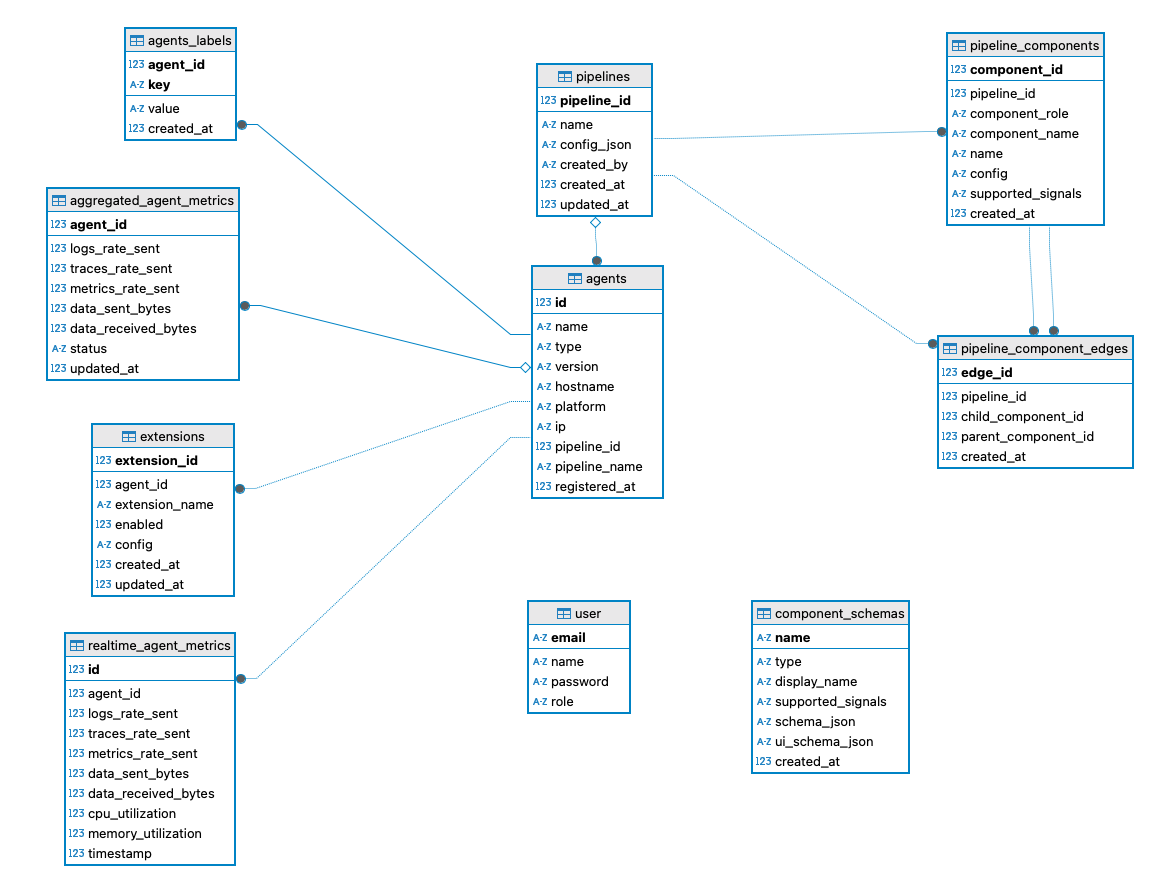 agents_labels
123 agent_id
A-Z key
A-Z value
123 created_at
aggregated_agent_metrics
123 agent_id
123 logs_rate_sent
123 traces_rate_sent
123 metrics_rate_sent
123 data_sent_bytes
123 data_received_bytes
A-Z status
123 updated_at
extensions
123 extension_id
123 agent_id
A-Z extension_name
123 enabled
A-Z config
123 created_at
123 updated_at
realtime_agent_metrics
123 id
123 agent_id
123 logs_rate_sent
123 traces_rate_sent
123 metrics_rate_sent
123 data_sent_bytes
123 data_received_bytes
123 cpu_utilization
123 memory_utilization
123 timestamp
pipelines
123 pipeline_id
A-Z name
A-Z config_json
A-Z created_by
123 created_at
123 updated_at
agents
123 id
A-Z name
A-Z type
A-Z version
A-Z hostname
A-Z platform
A-Z ip
123 pipeline_id
A-Z pipeline_name
123 registered_at
user
A-Z email
A-Z name
A-Z password
A-Z role
pipeline_components
123 component_id
123 pipeline_id
A-Z component_role
A-Z component_name
A-Z name
A-Z config
A-Z supported_signals
123 created_at
pipeline_component_edges
123 edge_id
123 pipeline_id
123 child_component_id
123 parent_component_id
123 created_at
component_schemas
A-Z name
A-Z type
A-Z display_name
A-Z supported_signals
A-Z schema_json
A-Z ui_schema_json
123 created_at